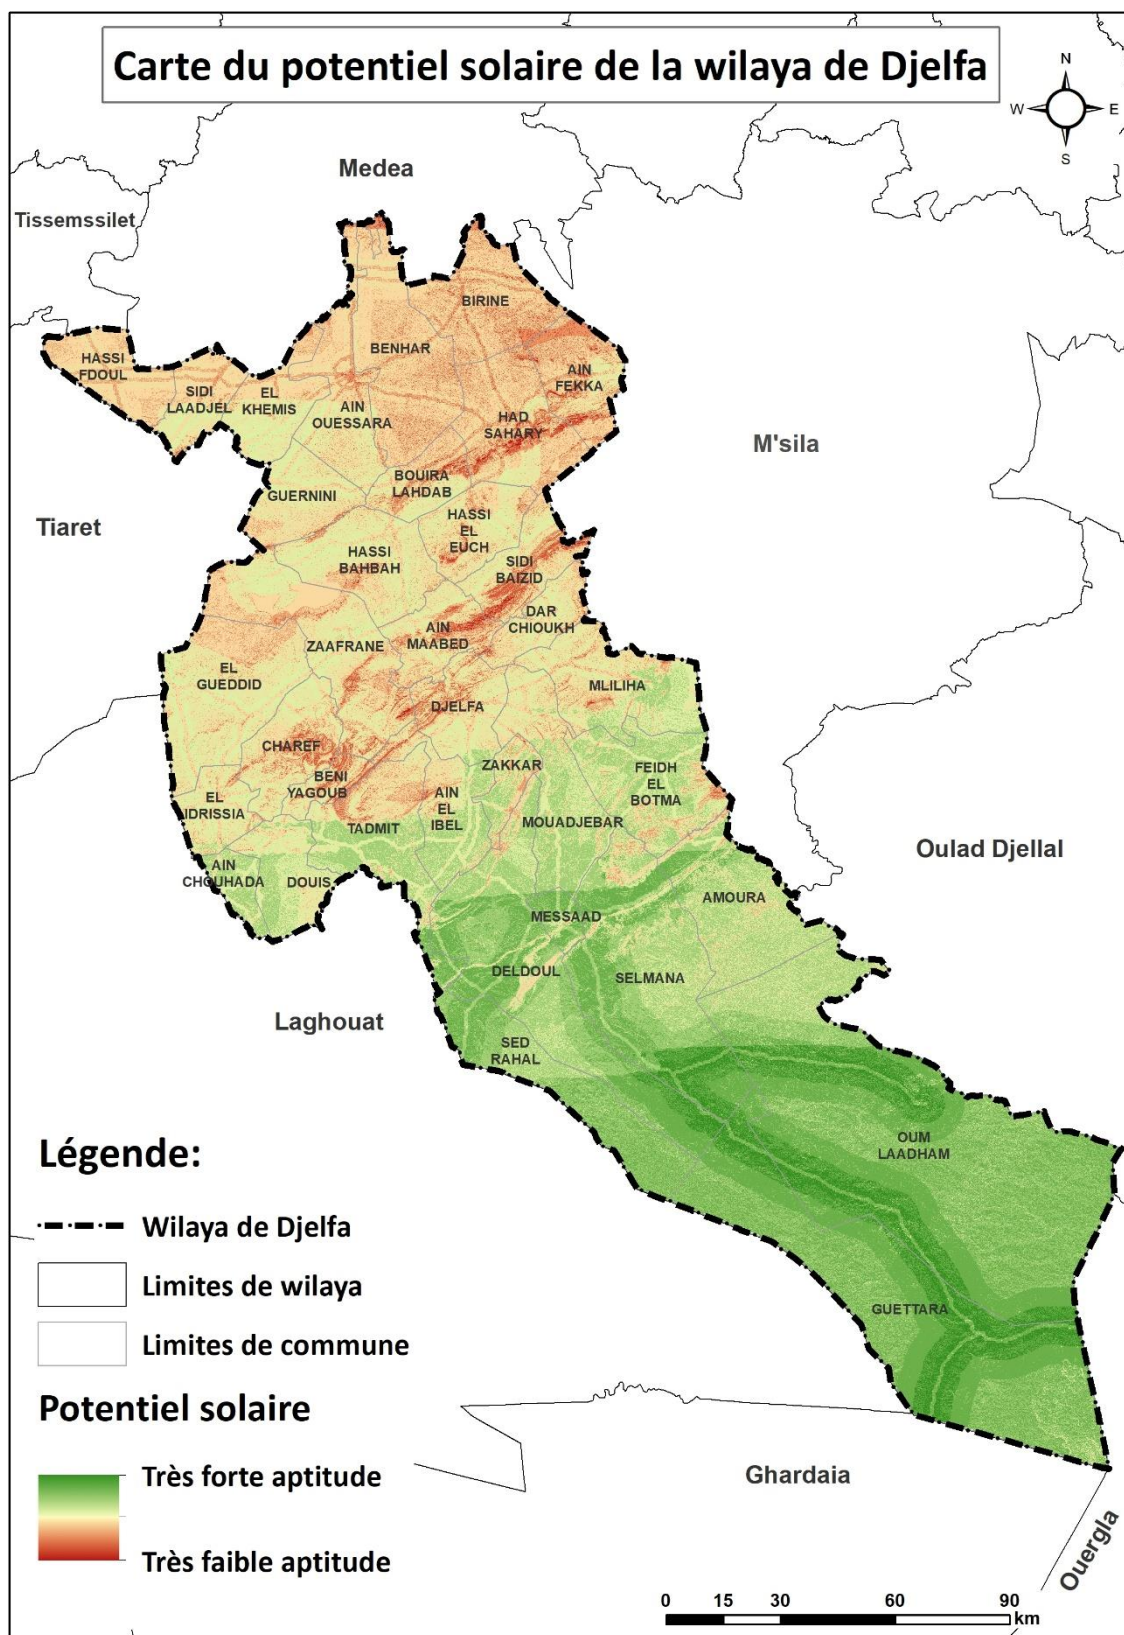 Carte du potentiel solaire de la wilaya de Djelfa
N
W
E
S
Medea
Tissemssilet
BIRINE
BENHAR
HASSI
FDOUL
AIN
FEKKA
SIDI
LAADJEL
EL
KHEMIS
AIN
OUESSARA
HAD
SAHARY
M'sila
BOUIRA
LAHDAB
GUERNINI
Tiaret
HASSI
EL
EUCH
HASSI
BAHBAH
SIDI
BAIZID
DAR
CHIOUKH
AIN
MAABED
ZAAFRANE
EL
GUEDDID
MLILIHA
DJELFA
CHAREF
ZAKKAR
FEIDH
EL
BOTMA
BENI
YAGOUB
AIN
EL
IBEL
EL
IDRISSIA
TADMIT
MOUADJEBAR
Oulad Djellal
AIN
CHOUHADA
DOUIS
AMOURA
MESSAAD
DELDOUL
SELMANA
Laghouat
SED
RAHAL
OUM
LAADHAM
GUETTARA
Légende:
Wilaya de Djelfa
Limites de wilaya
Limites de commune
Potentiel solaire
Très forte aptitude
Très faible aptitude
Ghardaia
Ouergla
0 15 30 60 90
km